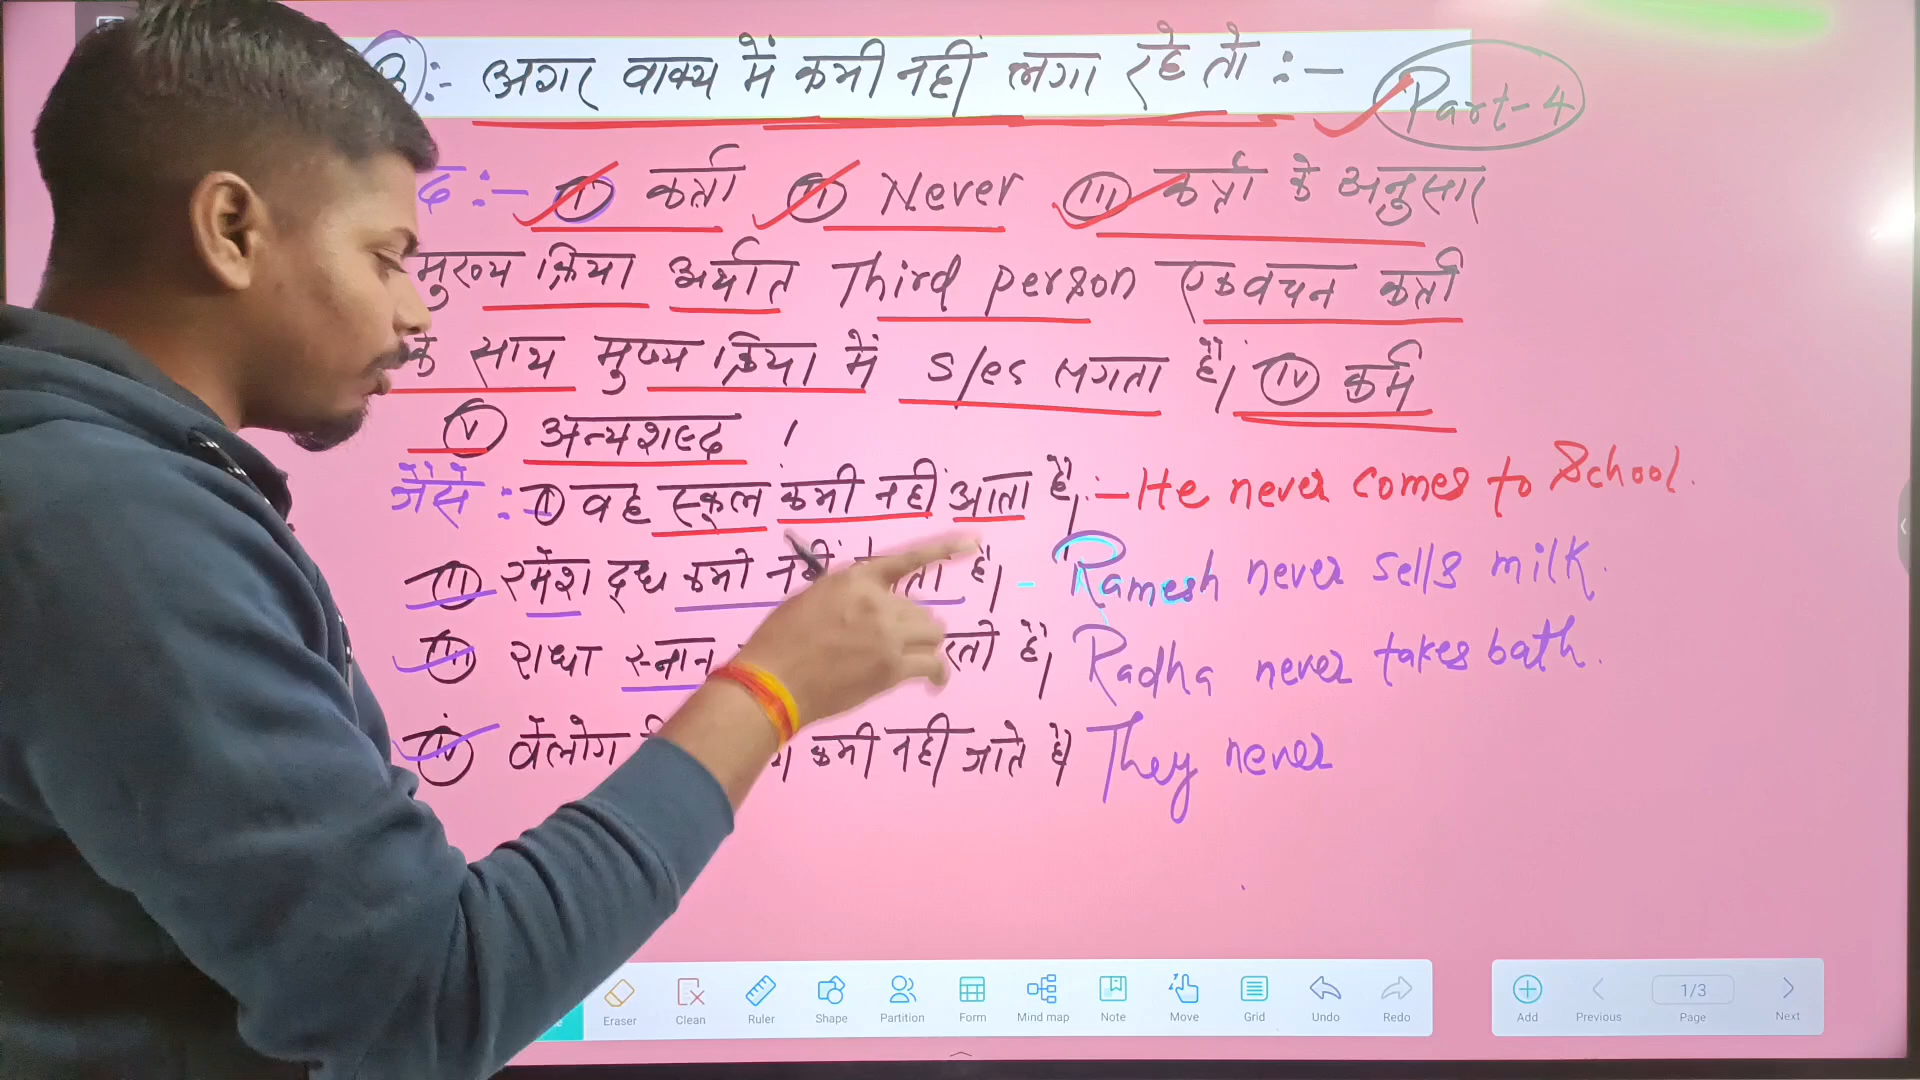 :- अगर वाक्य में कभी नहीं लगा रहे तो :- Part-4
:- (i) कर्ता (ii) Never (iii) कर्ता के अनुसार
मुख्य क्रिया अर्थात Third person एकवचन कर्ता
के साथ मुख्य क्रिया में s/es लगता है। (iv) कर्म
(v) अन्यशब्द ।
जैसे :- (i) वह स्कूल कभी नहीं आता है। :- He never comes to School.
(ii) रमेश दूध कभी नहीं है। - Ramesh never sells milk.
(iii) राधा स्नान है। Radha never takes bath.
(iv) वेलोग कभी नहीं जाते है। They never
Eraser Clean Ruler Shape Partition Form Mind map Note Move Grid Undo Redo Add Previous 1/3 Page Next